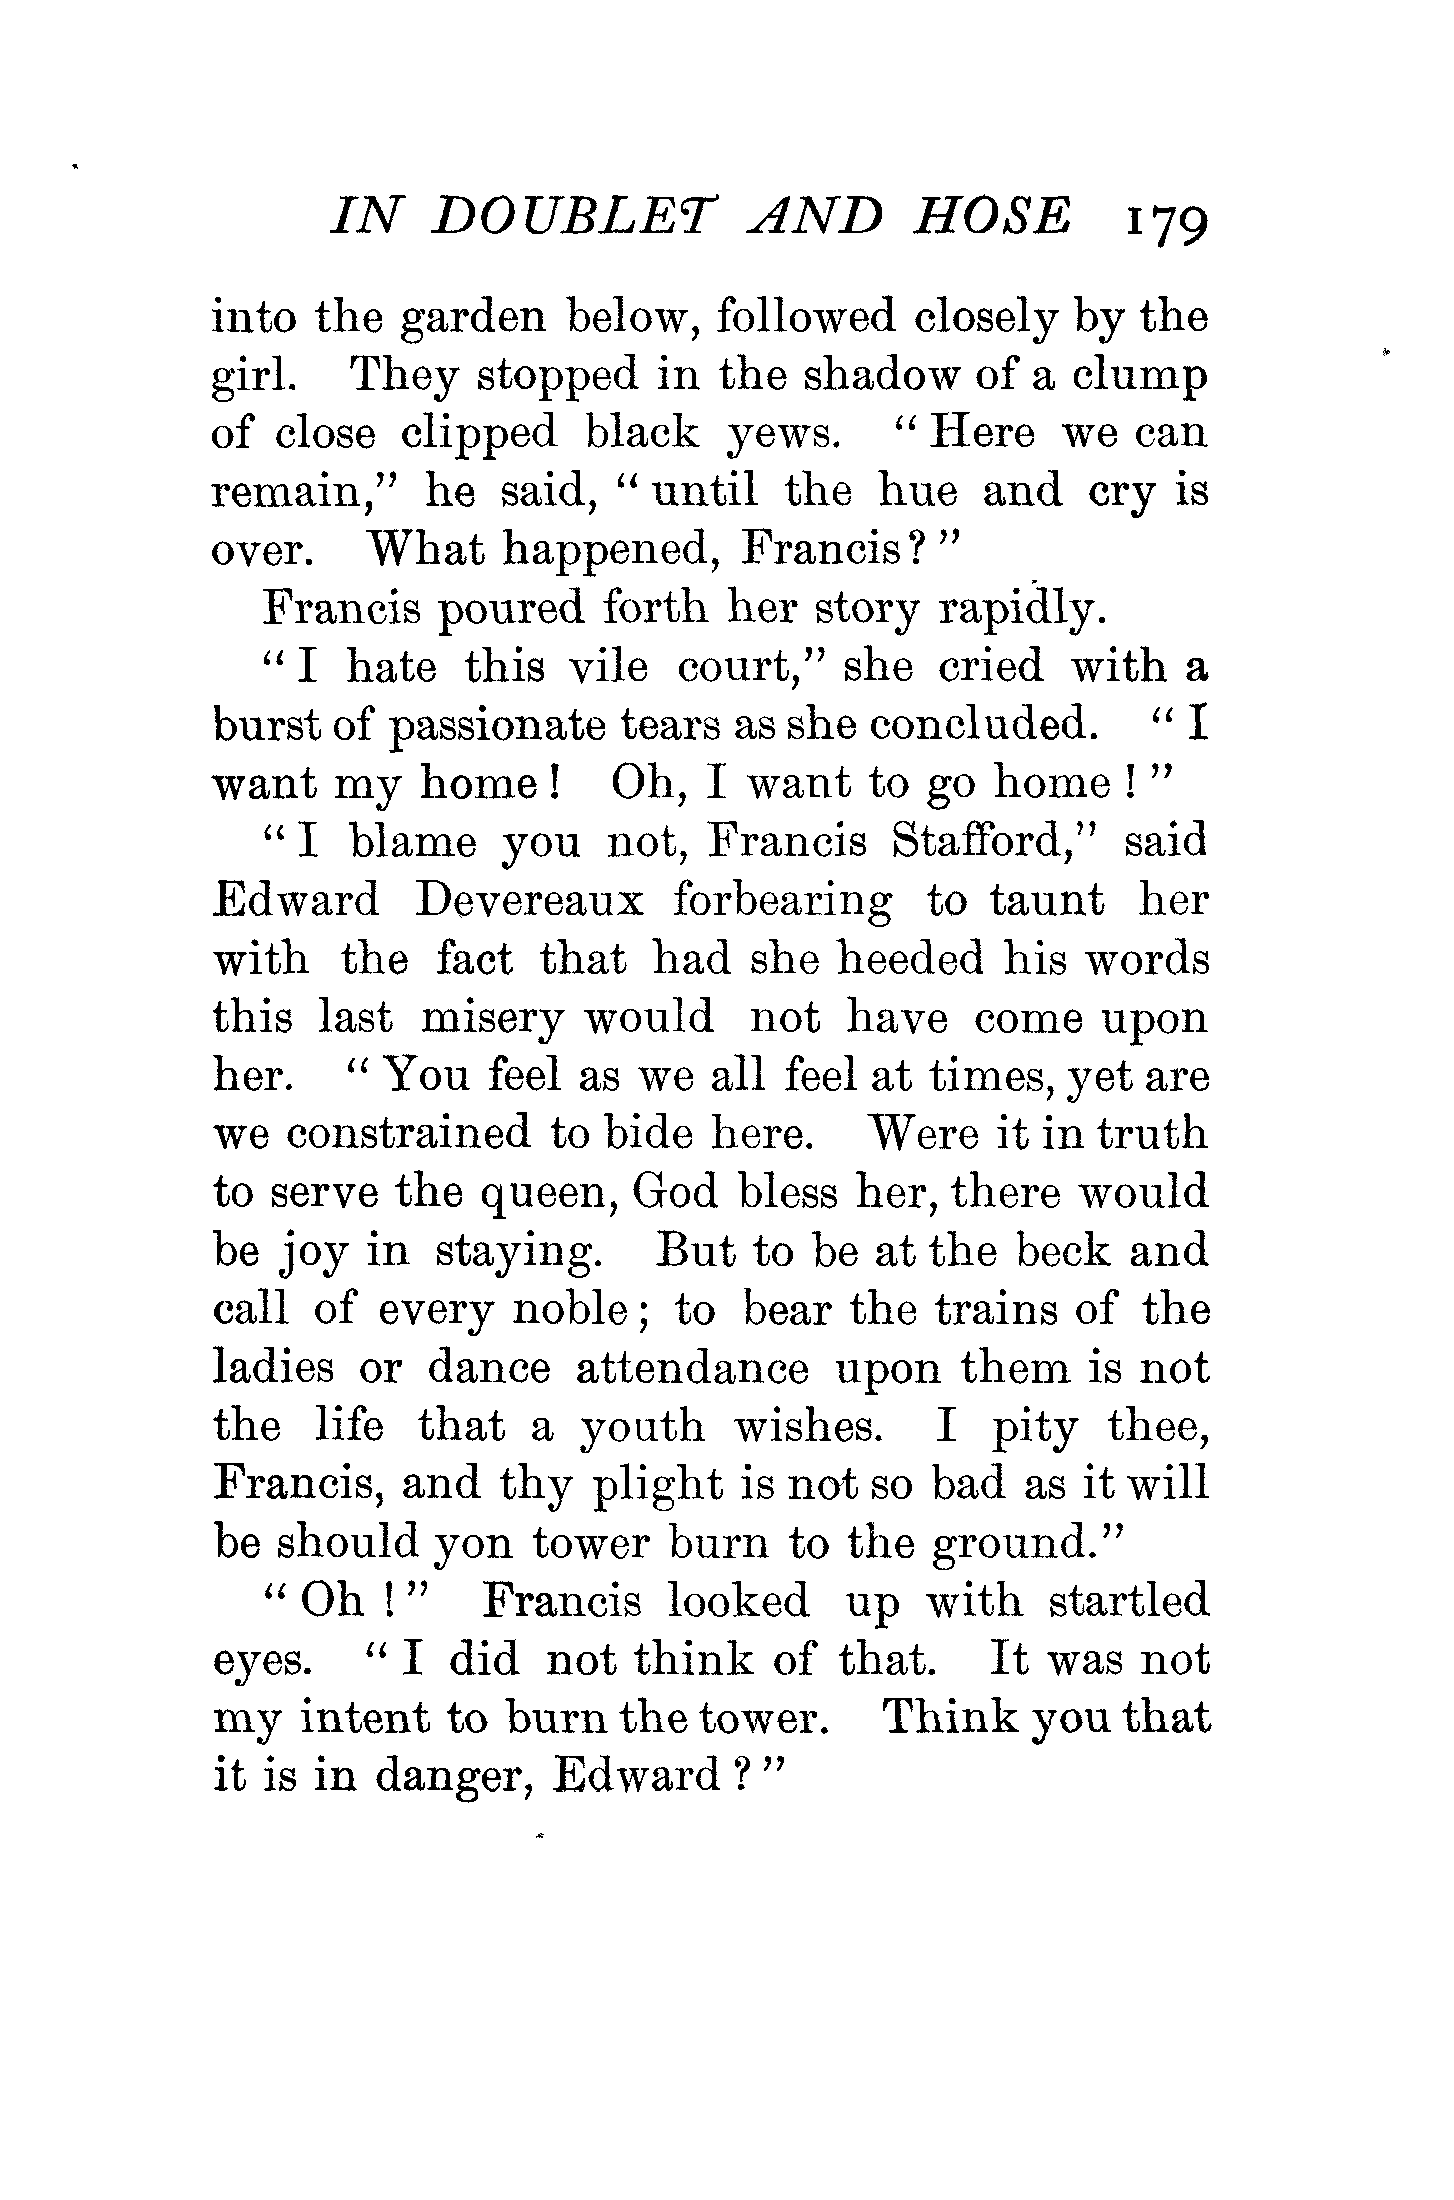 IN DOUBLET AND HOSE 179
into the garden below, followed closely by the
girl. They stopped in the shadow of a clump
of close clipped black yews. “ Here we can
remain,” he said, “ until the hue and cry is
over. What happened, Francis? ”
Francis poured forth her story rapidly.
“ I hate this vile court,” she cried with a
burst of passionate tears as she concluded. “ I
want my home ! Oh, I want to go home ! ”
“ I blame you not, Francis Stafford,” said
Edward Devereaux forbearing to taunt her
with the fact that had she heeded his words
this last misery would not have come upon
her. “ You feel as we all feel at times, yet are
we constrained to bide here. Were it in truth
to serve the queen, God bless her, there would
be joy in staying. But to be at the beck and
call of every noble ; to bear the trains of the
ladies or dance attendance upon them is not
the life that a youth wishes. I pity thee,
Francis, and thy plight is not so bad as it will
be should yon tower burn to the ground.”
“ Oh ! ” Francis looked up with startled
eyes. “ I did not think of that. It was not
my intent to burn the tower. Think you that
it is in danger, Edward ? ”